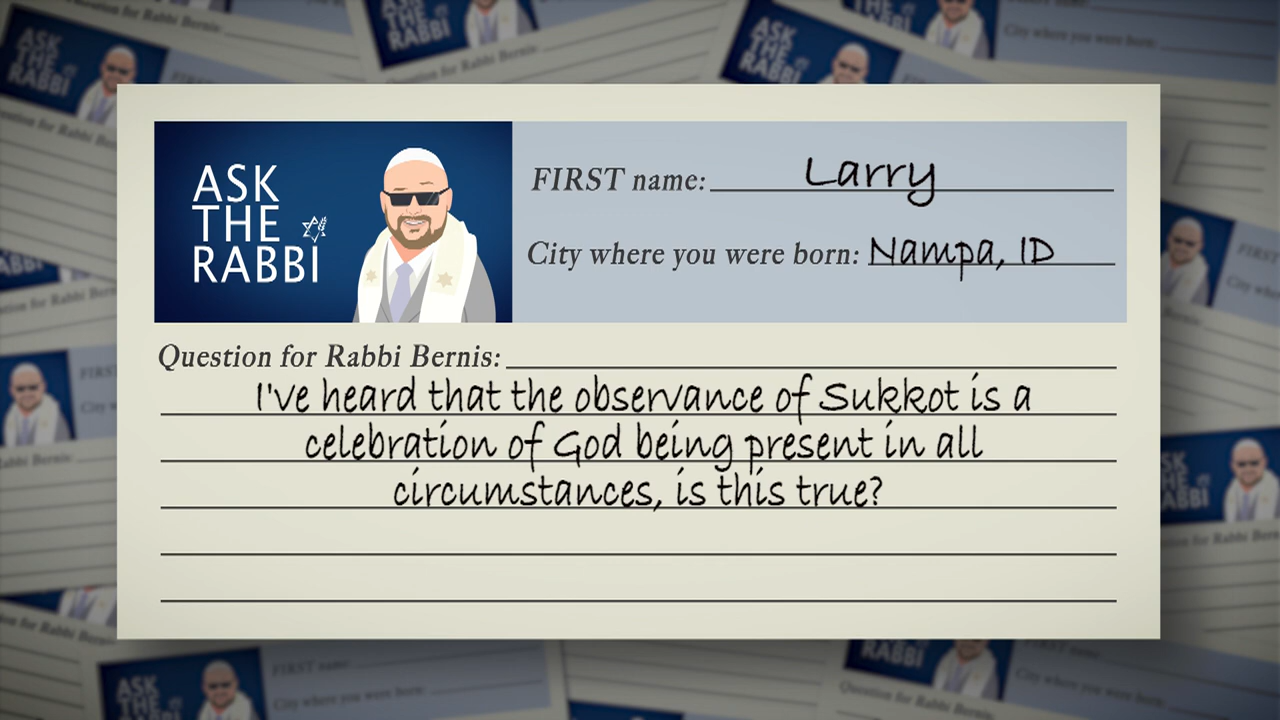 ASK
THE
RABBI
FIRST name: Larry
City where you were born: Nampa, ID
Question for Rabbi Bernis:
I've heard that the observance of Sukkot is a
celebration of God being present in all
circumstances, is this true?